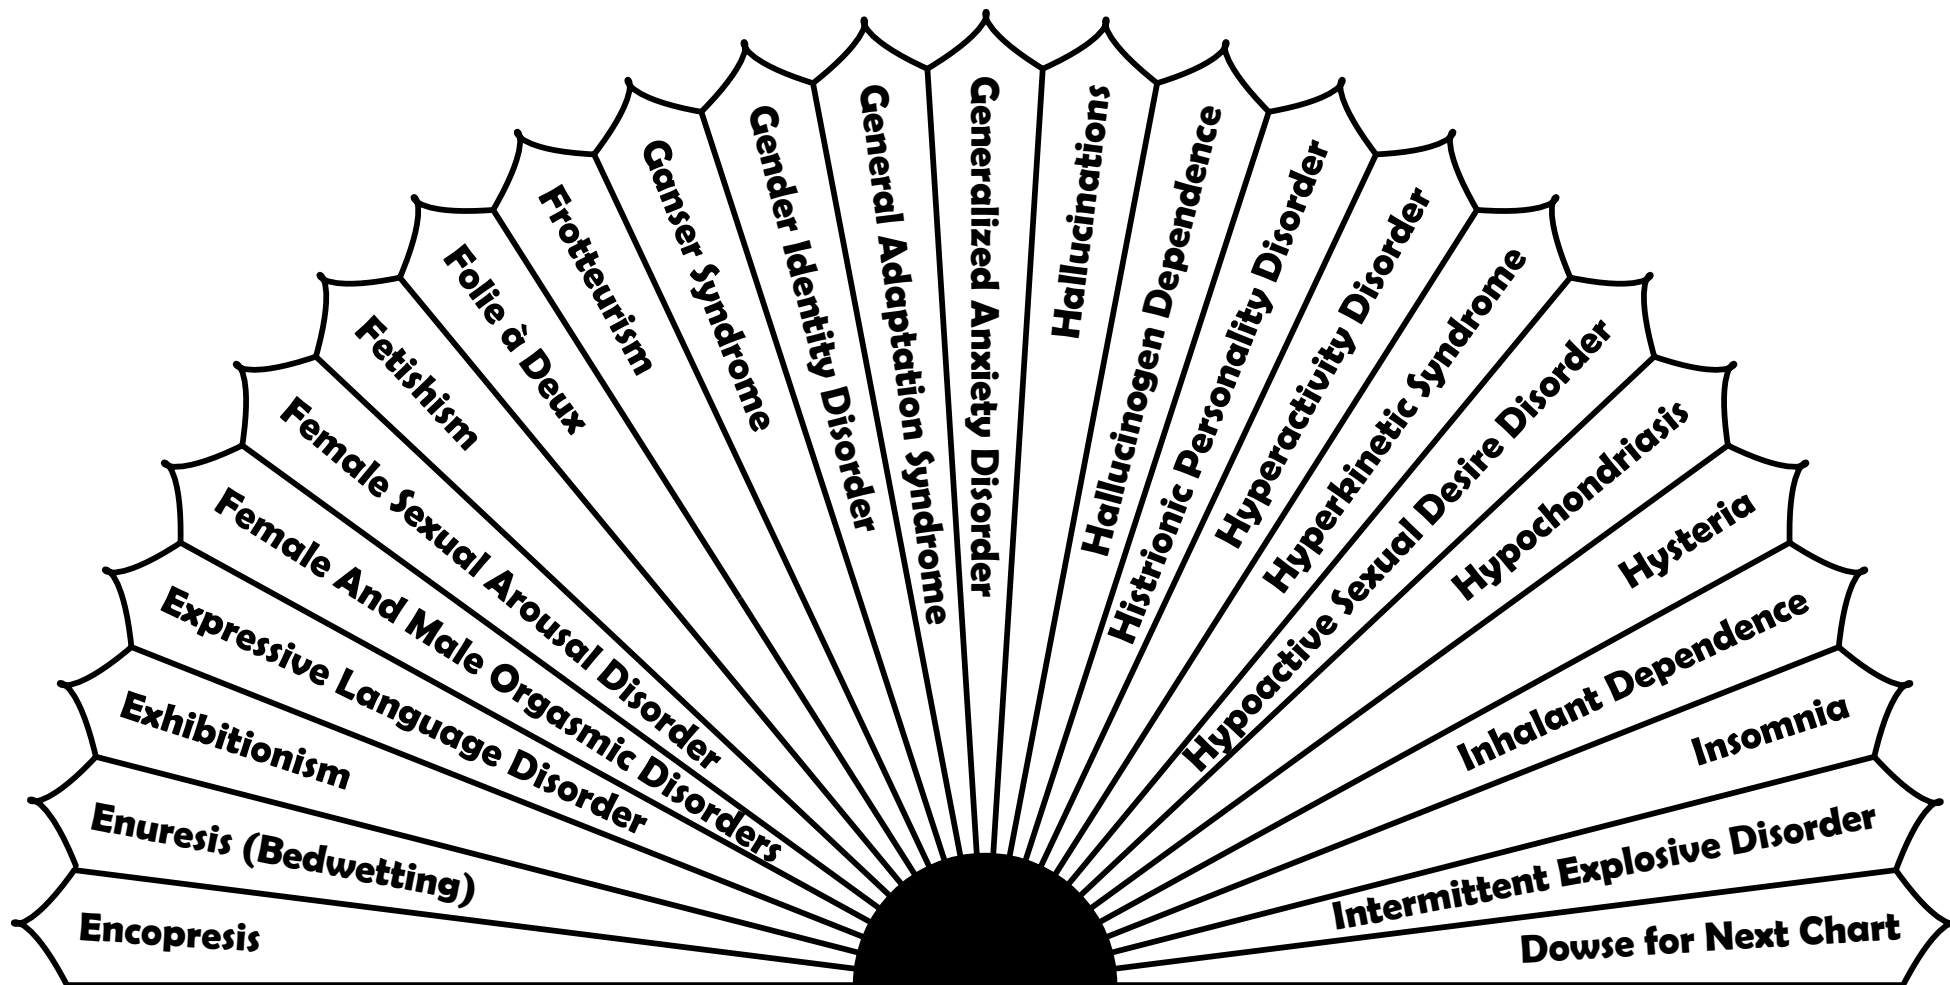 Encopresis
Enuresis (Bedwetting)
Exhibitionism
Expressive Language Disorder
Female And Male Orgasmic Disorders
Female Sexual Arousal Disorder
Fetishism
Folie à Deux
Frotteurism
Ganser Syndrome
Gender Identity Disorder
General Adaptation Syndrome
Generalized Anxiety Disorder
Hallucinations
Hallucinogen Dependence
Histrionic Personality Disorder
Hyperactivity Disorder
Hyperkinetic Syndrome
Hypoactive Sexual Desire Disorder
Hypochondriasis
Hysteria
Inhalant Dependence
Insomnia
Intermittent Explosive Disorder
Dowse for Next Chart